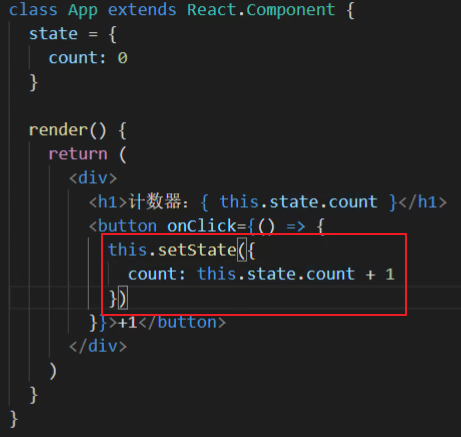 class App extends React.Component {
  state = {
    count: 0
  }

  render() {
    return (
      <div>
        <h1>计数器：{ this.state.count }</h1>
        <button onClick={() => {
          this.setState({
            count: this.state.count + 1
          })
        }}>+1</button>
      </div>
    )
  }
}